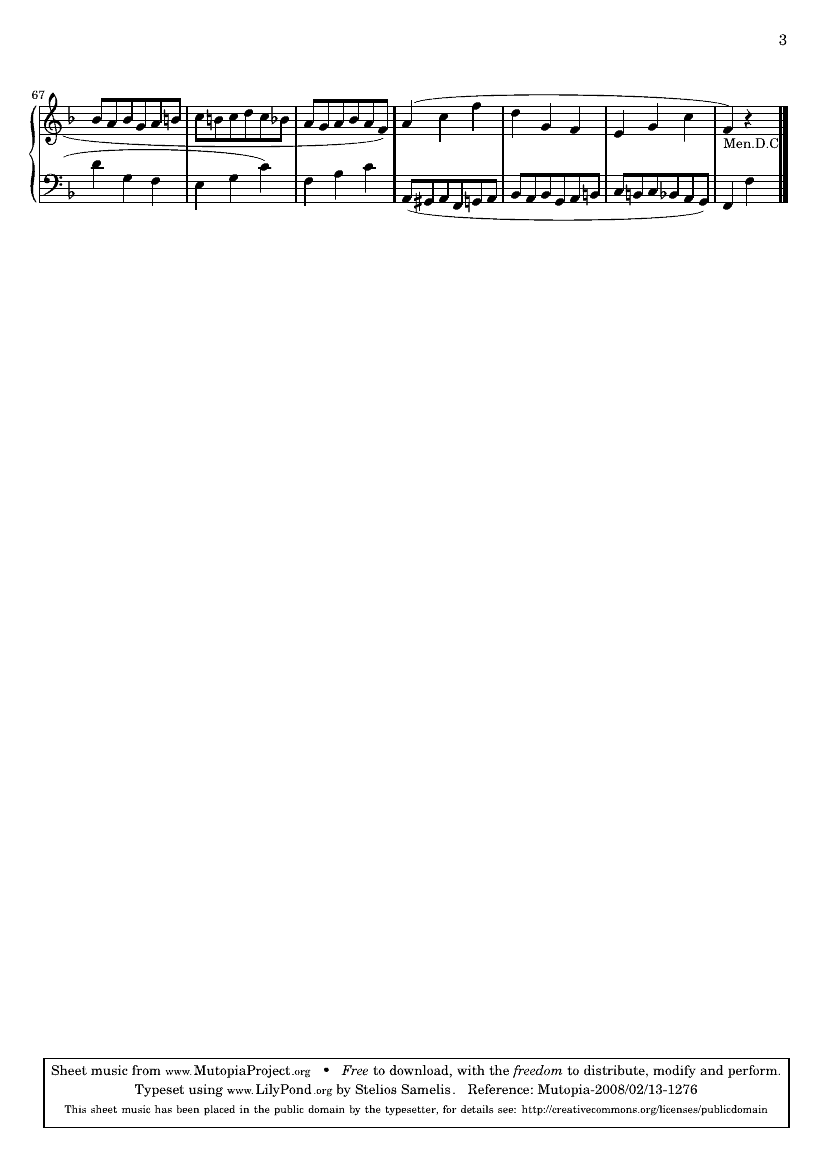 3
67
Men.D.C
Sheet music from www.MutopiaProject.org • Free to download, with the freedom to distribute, modify and perform.
Typeset using www.LilyPond.org by Stelios Samelis. Reference: Mutopia-2008/02/13-1276
This sheet music has been placed in the public domain by the typesetter, for details see: http://creativecommons.org/licenses/publicdomain